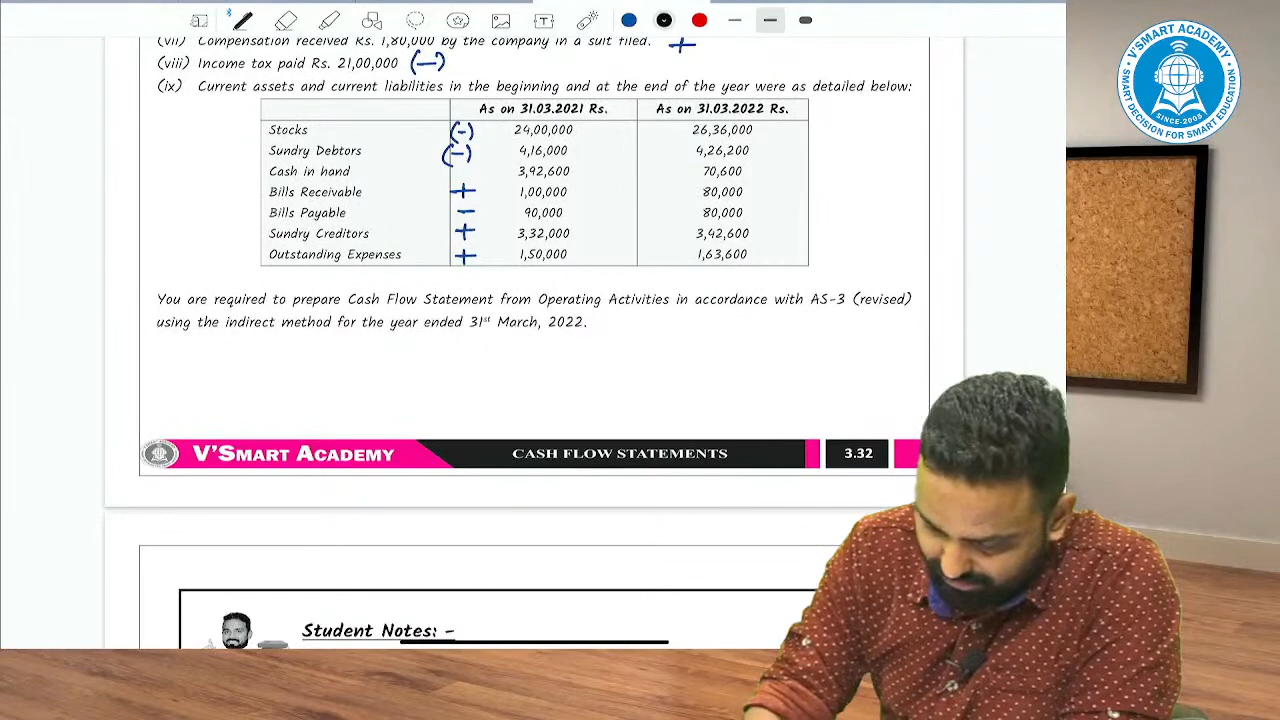 (vii) Compensation received Rs. 1,80,000 by company in a suit filed. +
(viii) Income tax paid Rs. 21,00,000 (-)
(ix) Current assets and current liabilities in the beginning and at the end of the year were as detailed below:
As on 31.03.2021 Rs. As on 31.03.2022 Rs.
Stocks (-) 24,00,000 26,36,000
Sundry Debtors (-) 4,16,000 4,26,200
Cash in hand 3,92,600 70,600
Bills Receivable + 1,00,000 80,000
Bills Payable - 90,000 80,000
Sundry Creditors + 3,32,000 3,42,600
Outstanding Expenses + 1,50,000 1,63,600
You are required to prepare Cash Flow Statement from Operating Activities in accordance with AS-3 (revised)
using the indirect method for the year ended 31st March, 2022.
V'SMART ACADEMY CASH FLOW STATEMENTS 3.32
Student Notes: -
V'SMART ACADEMY
SINCE-2005
SMART DECISION FOR SMART EDUCATION